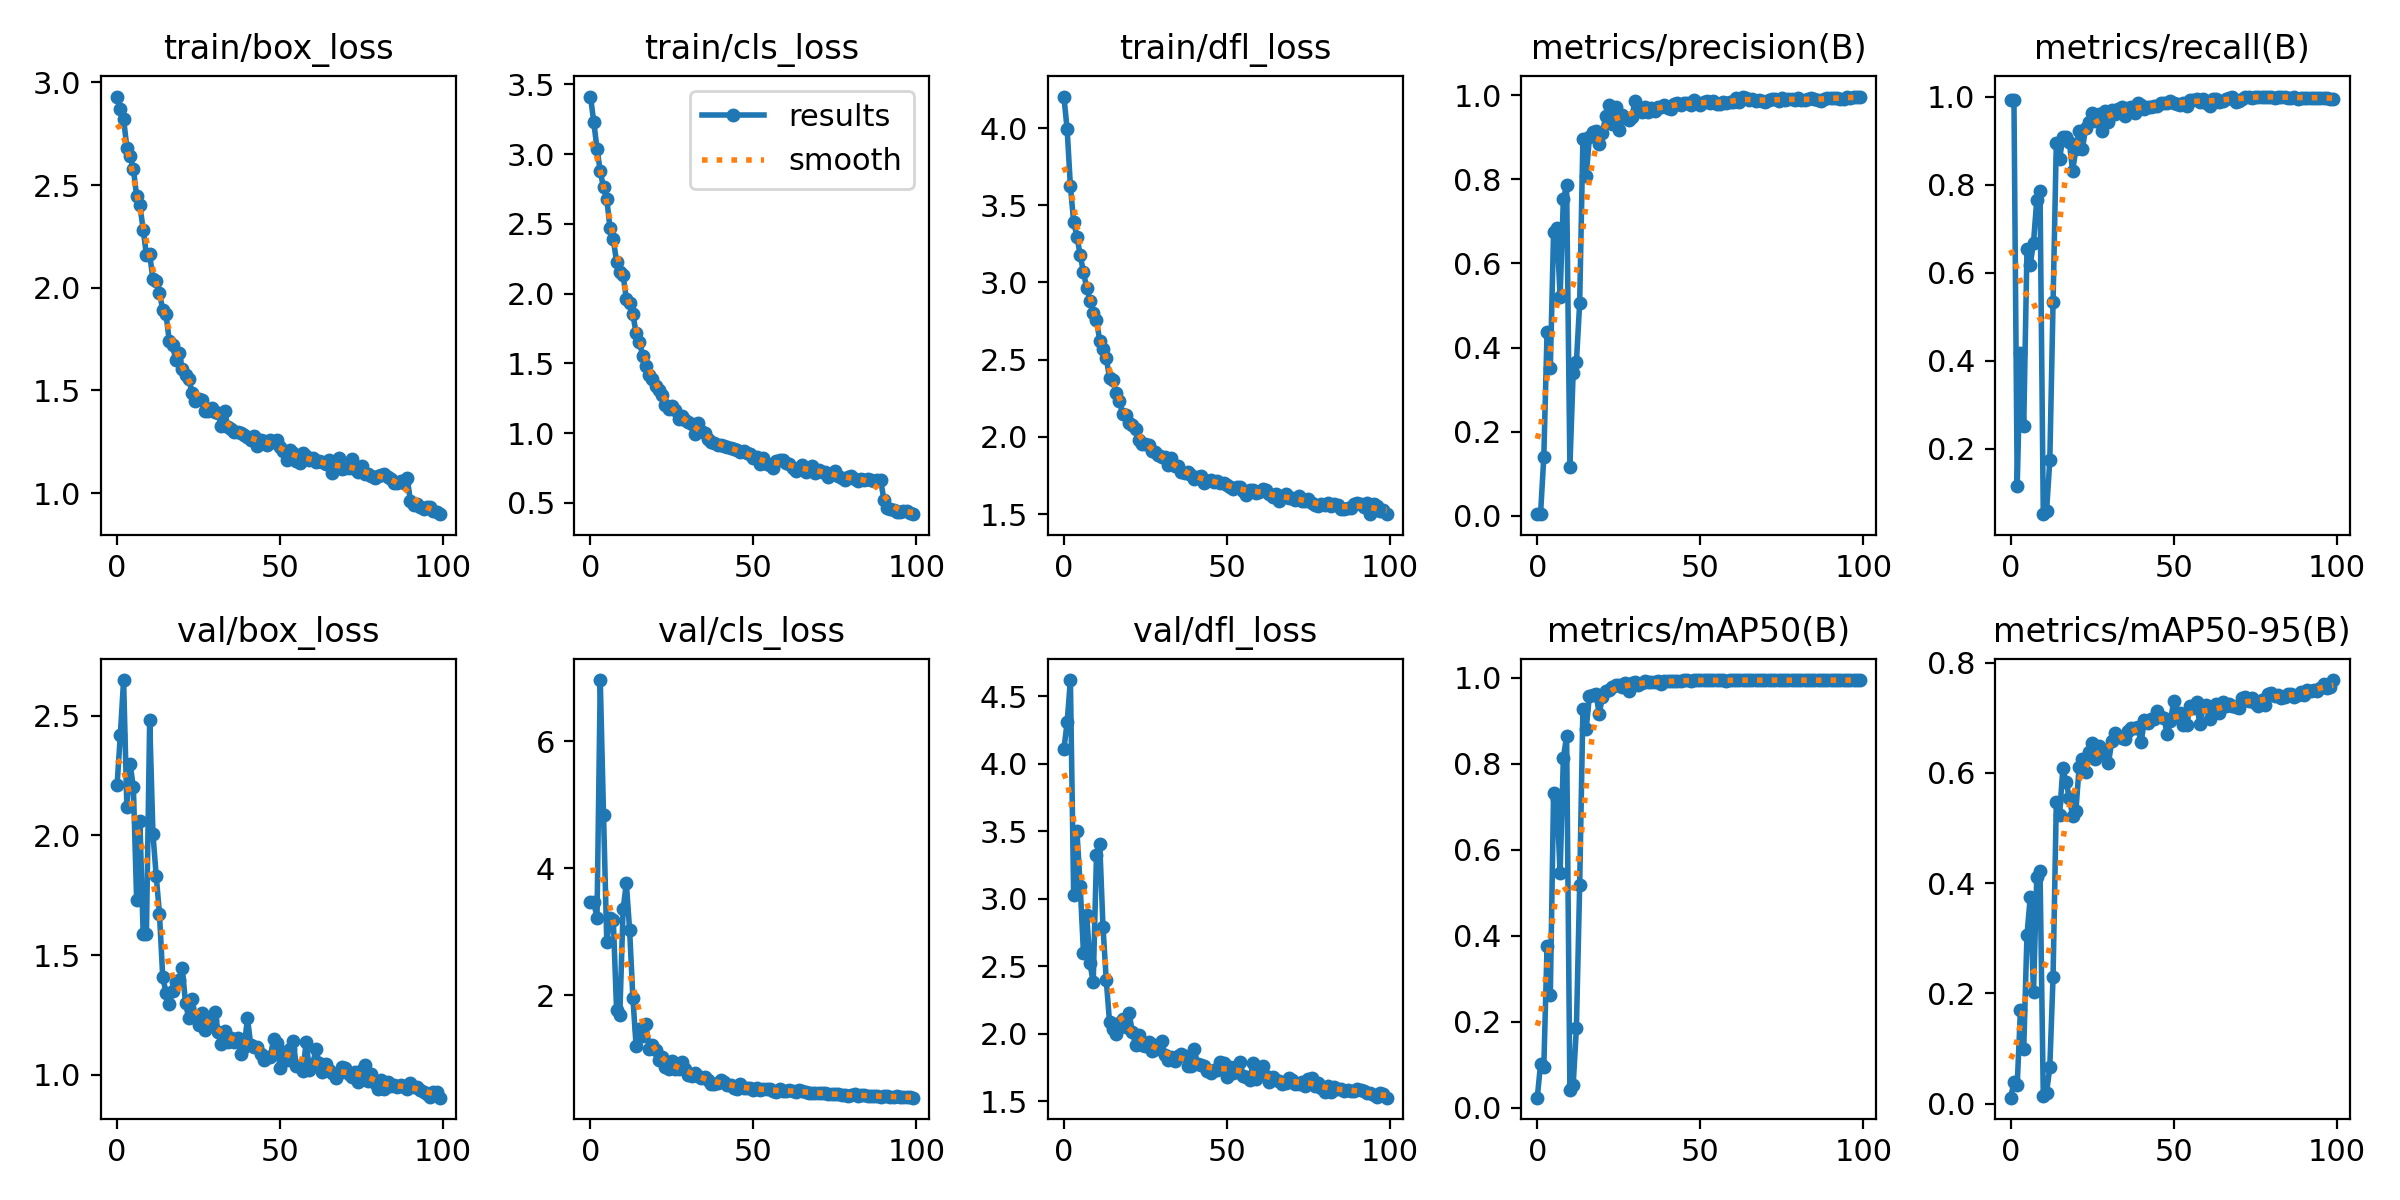 train/box_loss
3.0
2.5
2.0
1.5
1.0
0 50 100
train/cls_loss
results
smooth
3.5
3.0
2.5
2.0
1.5
1.0
0.5
0 50 100
train/dfl_loss
4.0
3.5
3.0
2.5
2.0
1.5
0 50 100
metrics/precision(B)
1.0
0.8
0.6
0.4
0.2
0.0
0 50 100
metrics/recall(B)
1.0
0.8
0.6
0.4
0.2
0 50 100
val/box_loss
2.5
2.0
1.5
1.0
0 50 100
val/cls_loss
6
4
2
0 50 100
val/dfl_loss
4.5
4.0
3.5
3.0
2.5
2.0
1.5
0 50 100
metrics/mAP50(B)
1.0
0.8
0.6
0.4
0.2
0.0
0 50 100
metrics/mAP50-95(B)
0.8
0.6
0.4
0.2
0.0
0 50 100